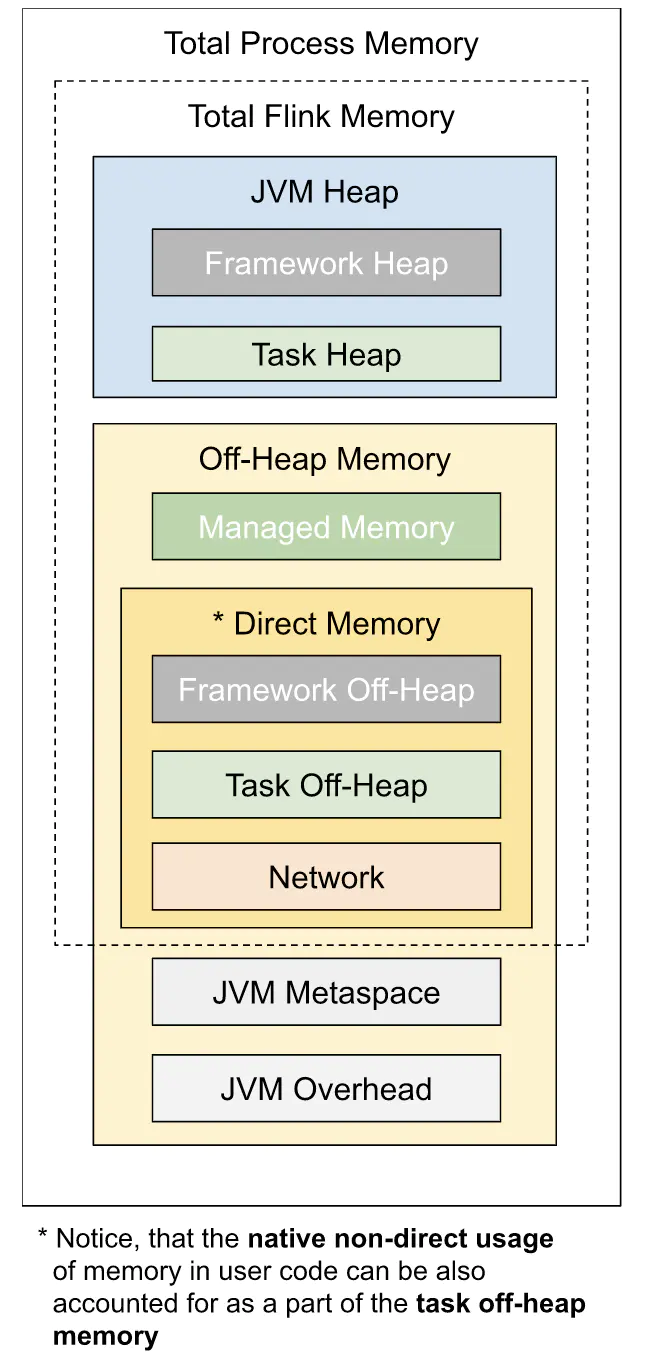 Total Process Memory
Total Flink Memory
JVM Heap
Framework Heap
Task Heap
Off-Heap Memory
Managed Memory
* Direct Memory
Framework Off-Heap
Task Off-Heap
Network
JVM Metaspace
JVM Overhead
* Notice, that the native non-direct usage
of memory in user code can be also
accounted for as a part of the task off-heap
memory